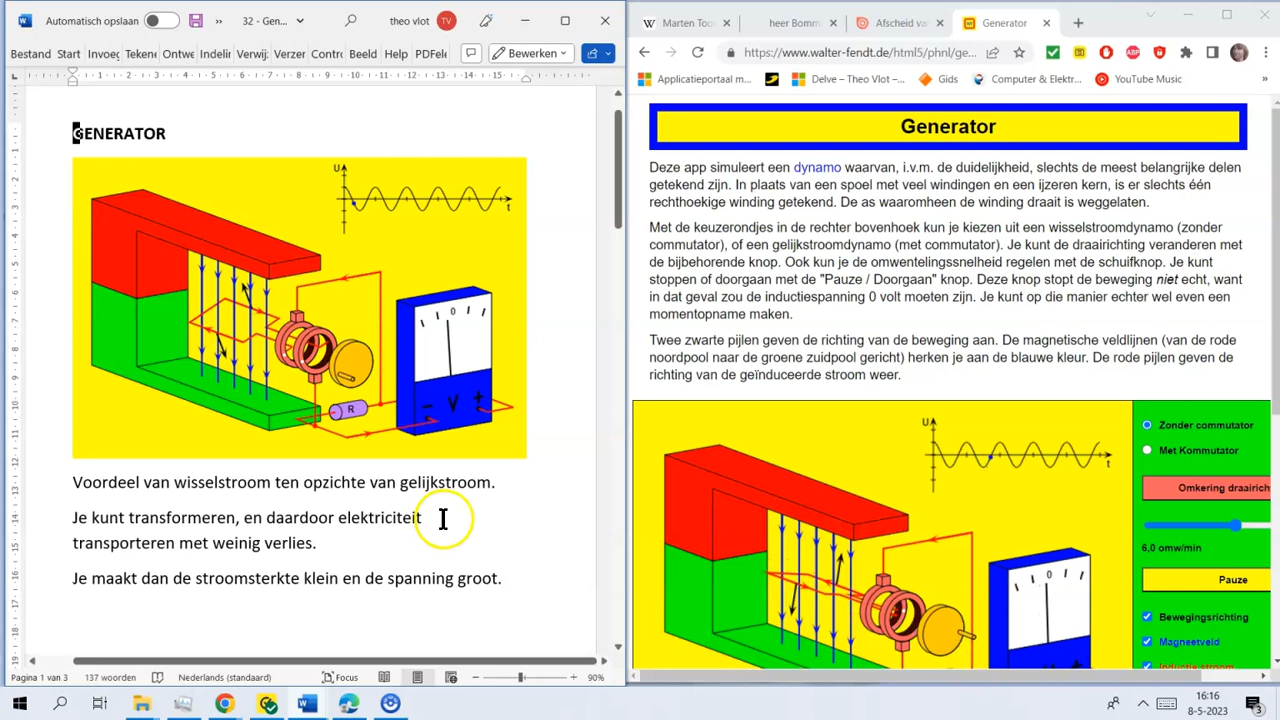 Automatisch opslaan
32 - Gen...
theo vlot
TV
Bestand Start Invoeg Tekene Ontwe Indelin Verwij Verzer Contro Beeld Help PDFele
Bewerken
GENERATOR
U
t
0
R
- V +
Voordeel van wisselstroom ten opzichte van gelijkstroom.
Je kunt transformeren, en daardoor elektriciteit
transporteren met weinig verlies.
Je maakt dan de stroomsterkte klein en de spanning groot.
Pagina 1 van 3
137 woorden
Nederlands (standaard)
Focus
90%
Marten Too
heer Bomm
Afscheid van
Generator
https://www.walter-fendt.de/html5/phnl/ge...
Applicatieportaal m...
Delve – Theo Vlot –...
Gids
Computer & Elektr...
YouTube Music
Generator
Deze app simuleert een dynamo waarvan, i.v.m. de duidelijkheid, slechts de meest belangrijke delen
getekend zijn. In plaats van een spoel met veel windingen en een ijzeren kern, is er slechts één
rechthoekige winding getekend. De as waaromheen de winding draait is weggelaten.
Met de keuzerondjes in de rechter bovenhoek kun je kiezen uit een wisselstroomdynamo (zonder
commutator), of een gelijkstroomdynamo (met commutator). Je kunt de draairichting veranderen met
de bijbehorende knop. Ook kun je de omwentelingssnelheid regelen met de schuifknop. Je kunt
stoppen of doorgaan met de "Pauze / Doorgaan" knop. Deze knop stopt de beweging niet echt, want
in dat geval zou de inductiespanning 0 volt moeten zijn. Je kunt op die manier echter wel even een
momentopname maken.
Twee zwarte pijlen geven de richting van de beweging aan. De magnetische veldlijnen (van de rode
noordpool naar de groene zuidpool gericht) herken je aan de blauwe kleur. De rode pijlen geven de
richting van de geïnduceerde stroom weer.
U
t
0
Zonder commutator
Met Kommutator
Omkering draairich
6,0 omw/min
Pauze
Bewegingsrichting
Magneetveld
Inductie stroom
16:16
8-5-2023
3